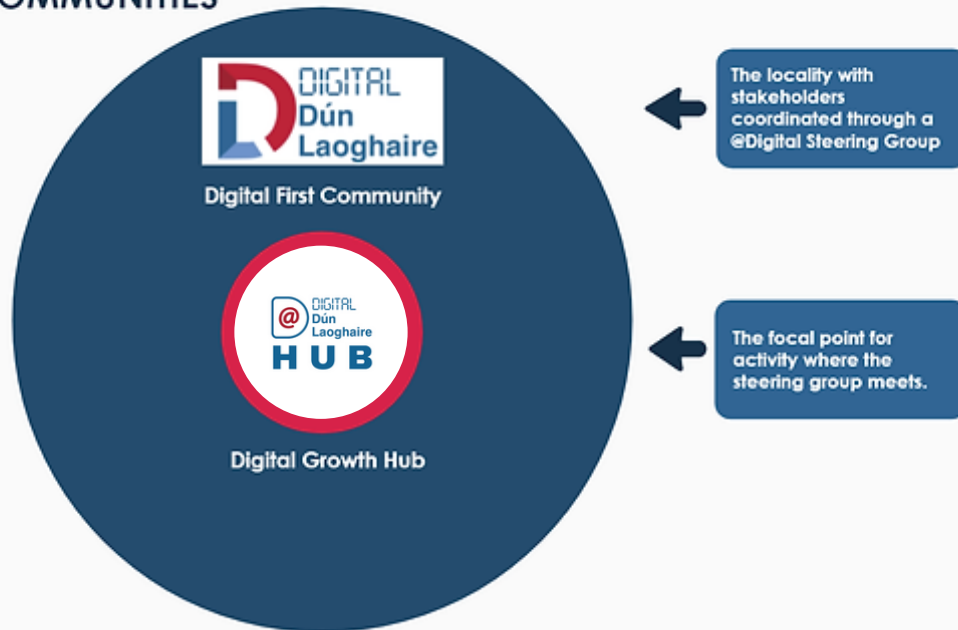 COMMUNITIES
DIGITAL
Dún
Laoghaire
Digital First Community
The locality with
stakeholders
coordinated through a
@Digital Steering Group
@
DIGITAL
Dún
Laoghaire
HUB
Digital Growth Hub
The focal point for
activity where the
steering group meets.